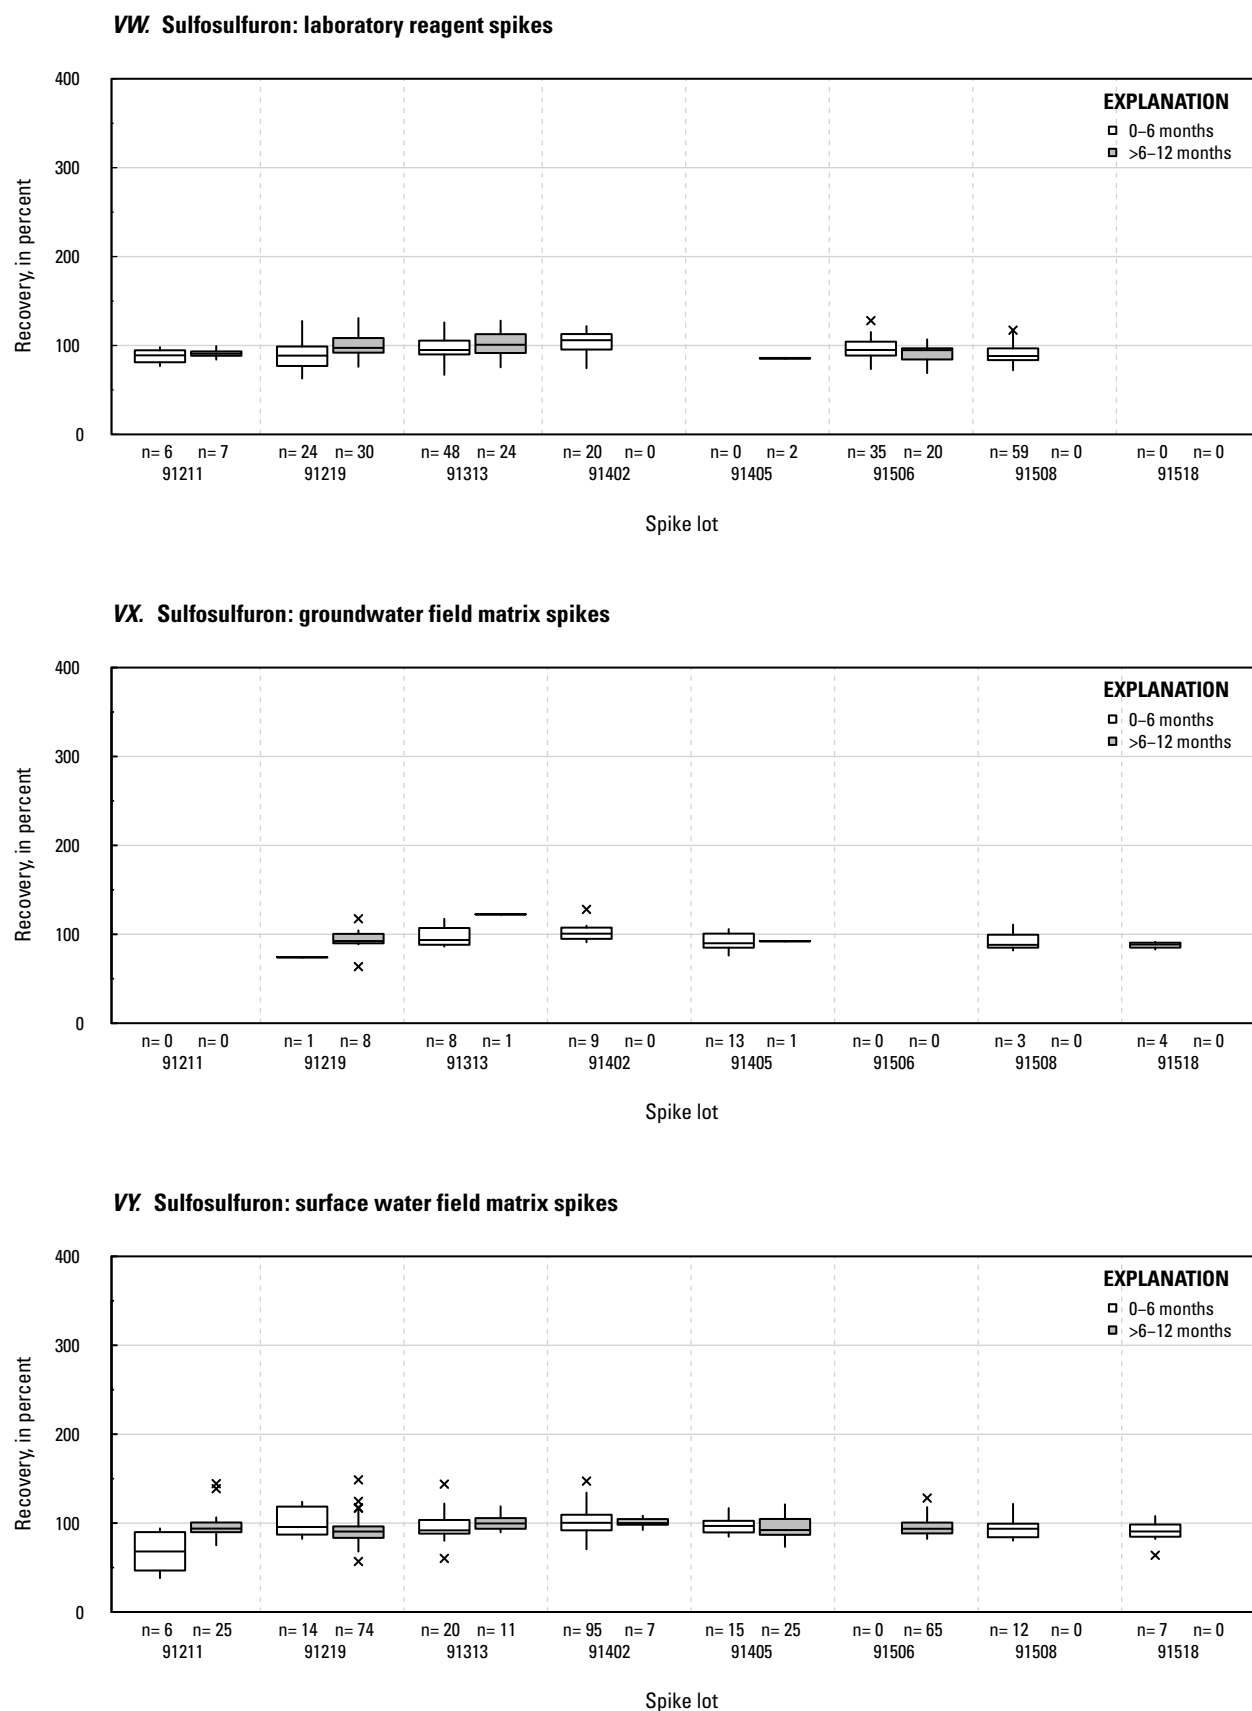 VW. Sulfosulfuron: laboratory reagent spikes
400
300
200
100
0
Recovery, in percent
EXPLANATION
0–6 months
>6–12 months
n= 6 n= 7 n= 24 n= 30 n= 48 n= 24 n= 20 n= 0 n= 0 n= 2 n= 35 n= 20 n= 59 n= 0 n= 0 n= 0
91211 91219 91313 91402 91405 91506 91508 91518
Spike lot
VX. Sulfosulfuron: groundwater field matrix spikes
400
300
200
100
0
Recovery, in percent
EXPLANATION
0–6 months
>6–12 months
n= 0 n= 0 n= 1 n= 8 n= 8 n= 1 n= 9 n= 0 n= 13 n= 1 n= 0 n= 0 n= 3 n= 0 n= 4 n= 0
91211 91219 91313 91402 91405 91506 91508 91518
Spike lot
VY. Sulfosulfuron: surface water field matrix spikes
400
300
200
100
0
Recovery, in percent
EXPLANATION
0–6 months
>6–12 months
n= 6 n= 25 n= 14 n= 74 n= 20 n= 11 n= 95 n= 7 n= 15 n= 25 n= 0 n= 65 n= 12 n= 0 n= 7 n= 0
91211 91219 91313 91402 91405 91506 91508 91518
Spike lot